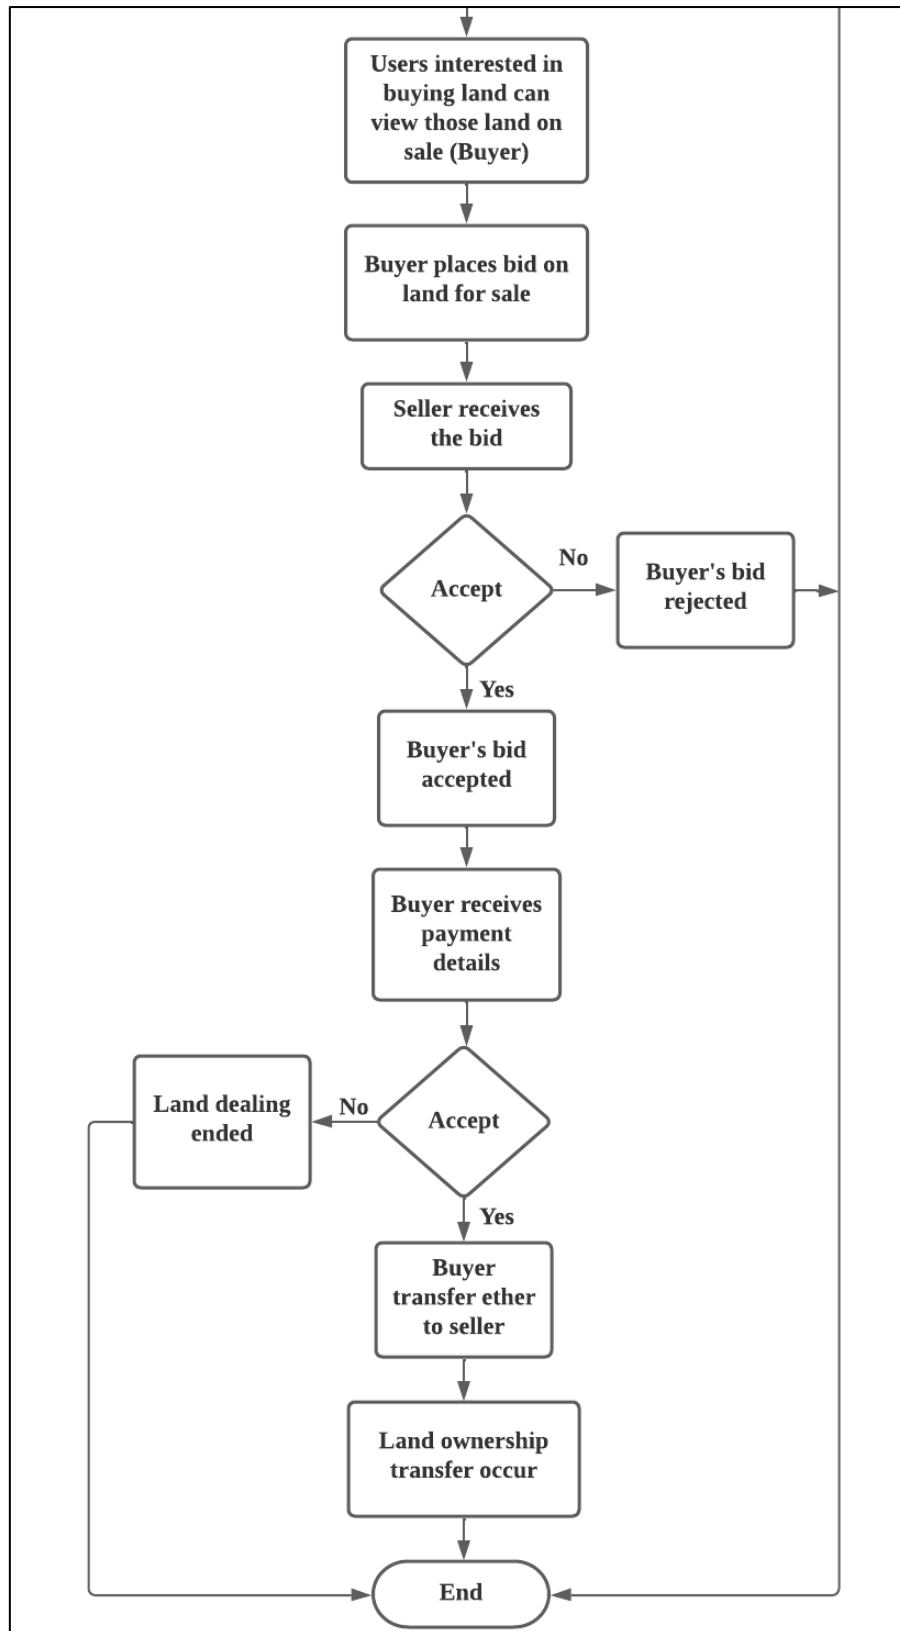 Users interested in
buying land can
view those land on
sale (Buyer)
Buyer places bid on
land for sale
Seller receives
the bid
Accept
No
Buyer's bid
rejected
Yes
Buyer's bid
accepted
Buyer receives
payment
details
Accept
No
Land dealing
ended
Yes
Buyer
transfer ether
to seller
Land ownership
transfer occur
End